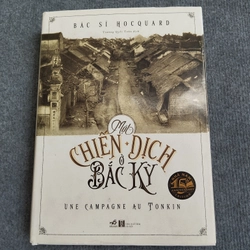 BÁC SĨ HOCQUARD
Một
CHIẾN · DỊCH
Ở
BẮC KỲ
UNE CAMPAGNE AU TONKIN